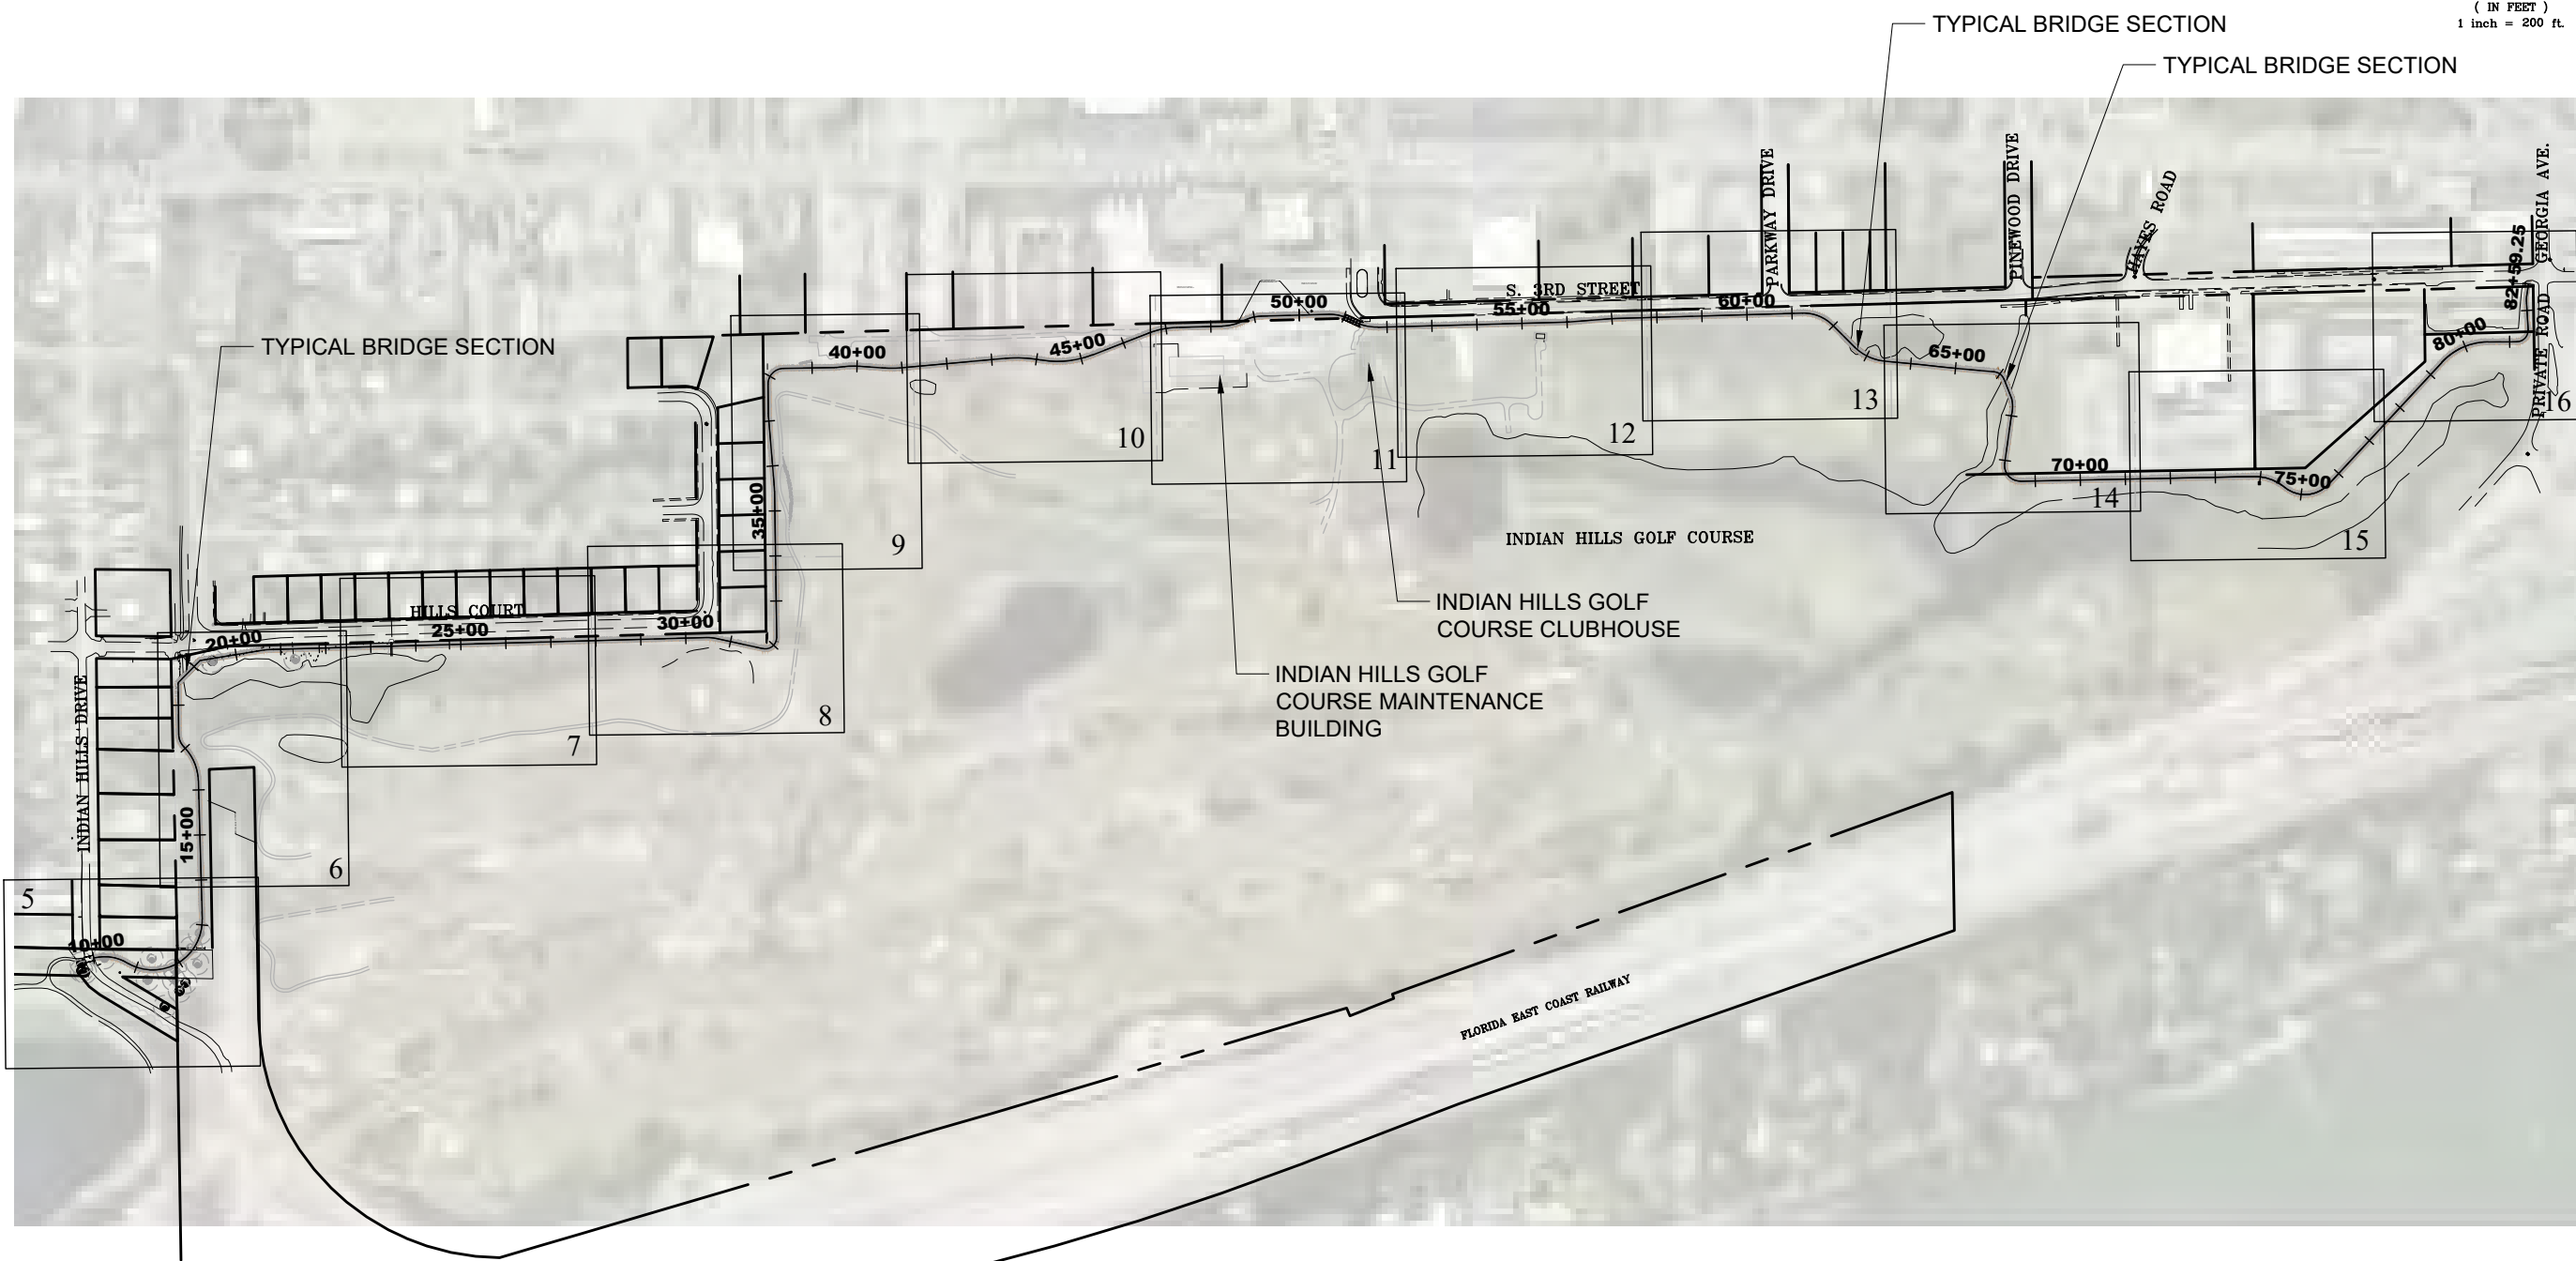 ( IN FEET )
1 inch = 200 ft.
TYPICAL BRIDGE SECTION
TYPICAL BRIDGE SECTION
PARKWAY DRIVE
PINEWOOD DRIVE
HAYES ROAD
GEORGIA AVE.
82+59.25
S. 3RD STREET
50+00
55+00
60+00
TYPICAL BRIDGE SECTION
40+00
45+00
65+00
80+00
PRIVATE ROAD
16
13
12
10
11
70+00
75+00
14
15
35+00
9
INDIAN HILLS GOLF COURSE
INDIAN HILLS GOLF
COURSE CLUBHOUSE
HILLS COURT
20+00
25+00
30+00
INDIAN HILLS GOLF
COURSE MAINTENANCE
BUILDING
8
7
INDIAN HILLS DRIVE
15+00
6
5
10+00
FLORIDA EAST COAST RAILWAY